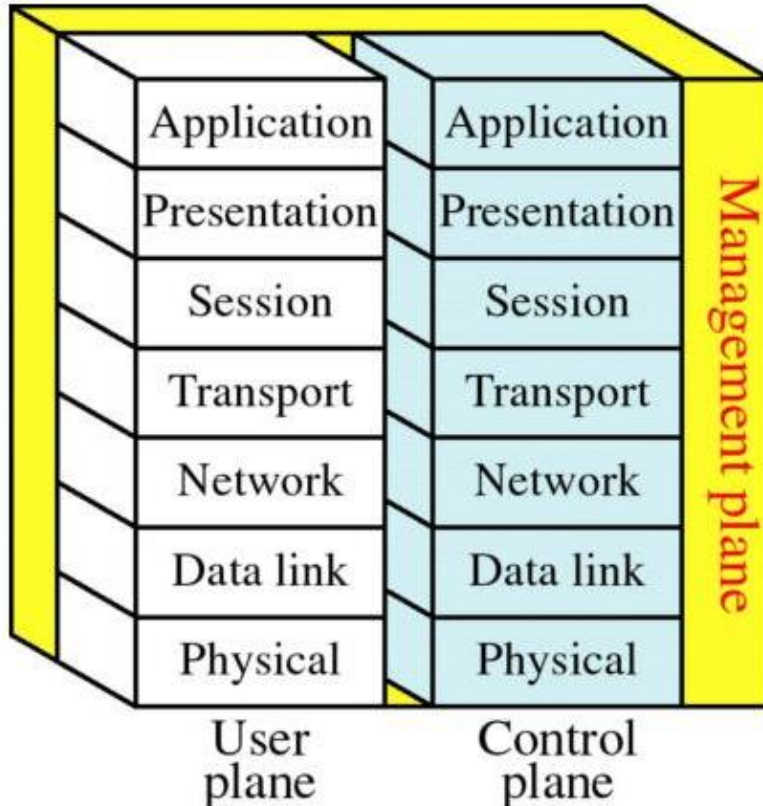 Application
Presentation
Session
Transport
Network
Data link
Physical
User
plane
Application
Presentation
Session
Transport
Network
Data link
Physical
Control
plane
Management plane